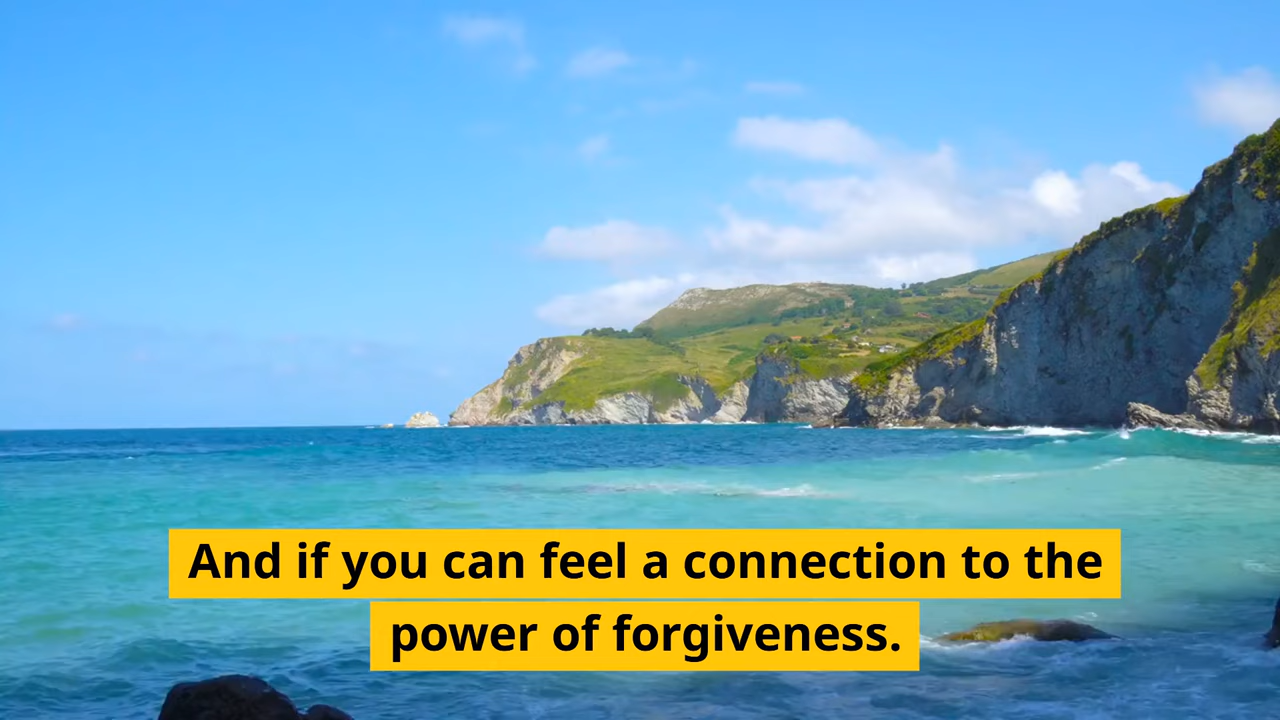 And if you can feel a connection to the
power of forgiveness.